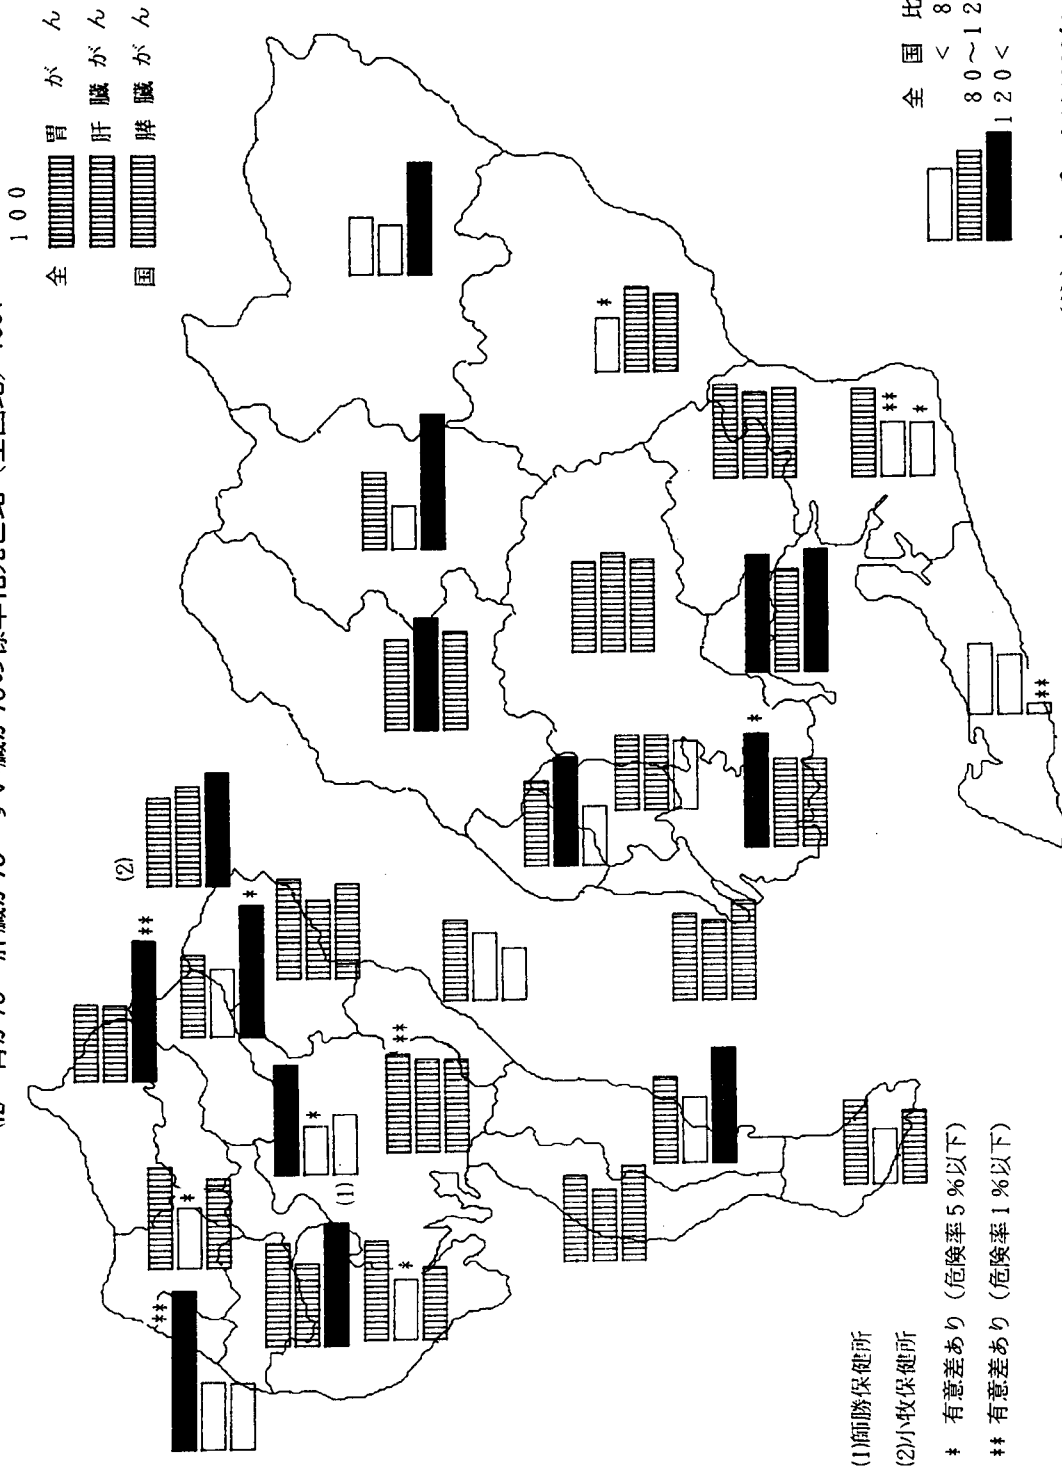 100
全
国
胃がん
肝臓がん
膵臓がん
(2)
**
*
*
**
**
*
(1)
*
*
*
**
*
**
全国比
<8
80~12
120<
(1)師勝保健所
(2)小牧保健所
* 有意差あり(危険率5%以下)
** 有意差あり(危険率1%以下)